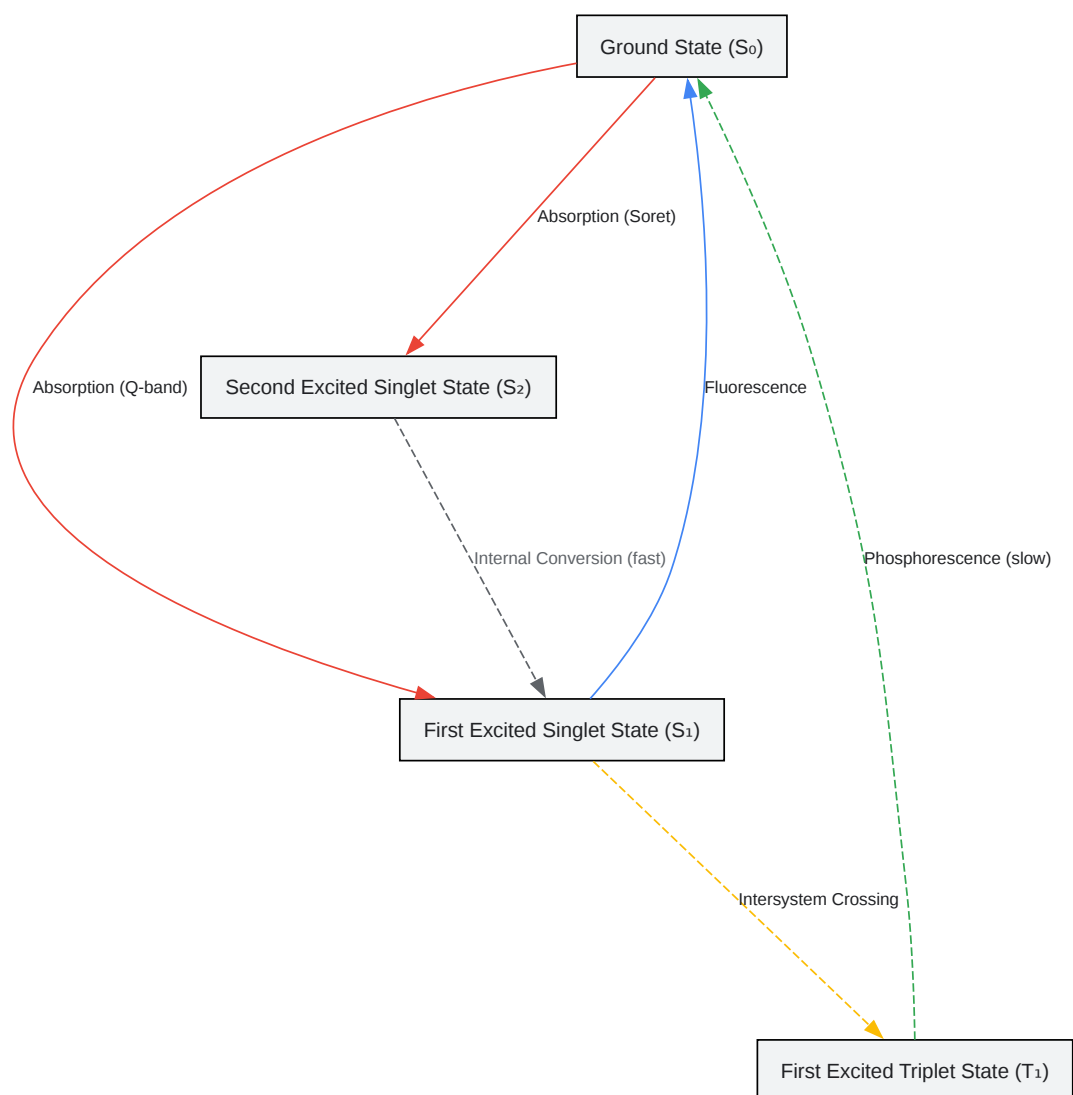 Ground State (S₀)
Absorption (Soret)
Absorption (Q-band)
Second Excited Singlet State (S₂)
Fluorescence
Internal Conversion (fast)
Phosphorescence (slow)
First Excited Singlet State (S₁)
Intersystem Crossing
First Excited Triplet State (T₁)